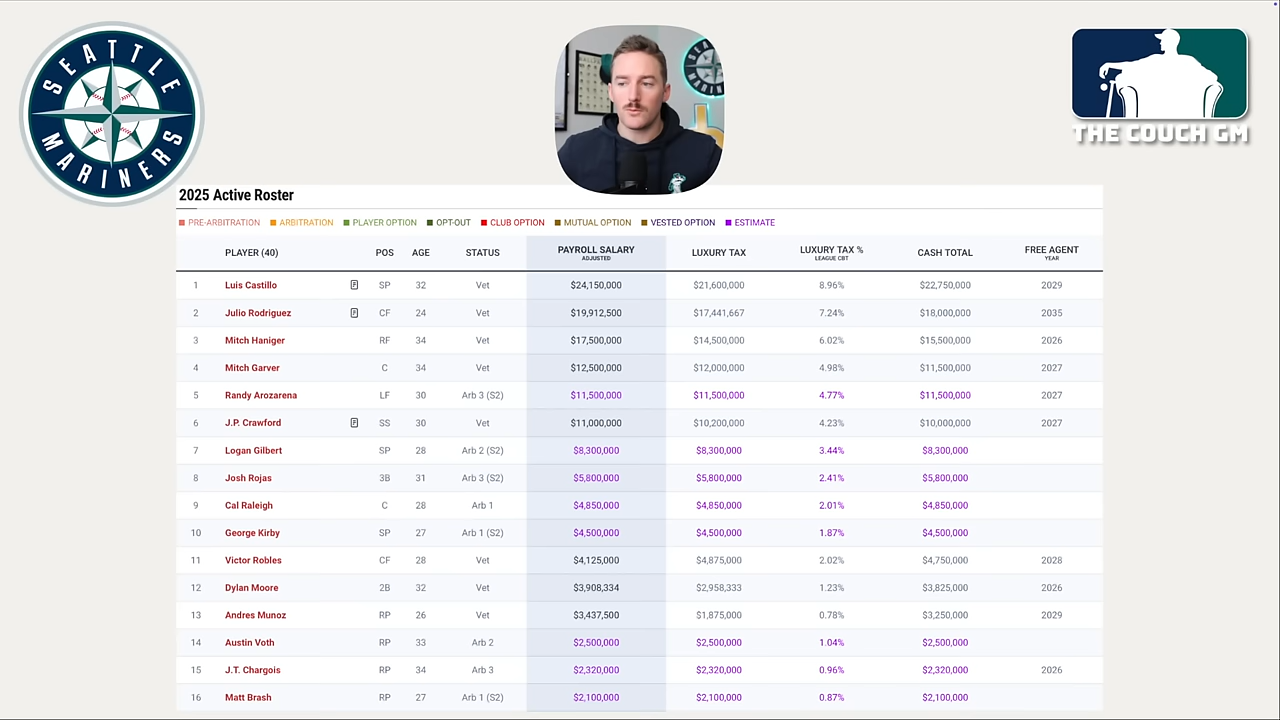 SEATTLE
MARINERS
THE COUCH GM
2025 Active Roster
PRE-ARBITRATION ARBITRATION PLAYER OPTION OPT-OUT CLUB OPTION MUTUAL OPTION VESTED OPTION ESTIMATE
PLAYER (40) POS AGE STATUS PAYROLL SALARY LUXURY TAX LUXURY TAX % CASH TOTAL FREE AGENT
ADJUSTED LEAGUE CBT YEAR
1 Luis Castillo SP 32 Vet $24,150,000 $21,600,000 8.96% $22,750,000 2029
2 Julio Rodriguez CF 24 Vet $19,912,500 $17,441,667 7.24% $18,000,000 2035
3 Mitch Haniger RF 34 Vet $17,500,000 $14,500,000 6.02% $15,500,000 2026
4 Mitch Garver C 34 Vet $12,500,000 $12,000,000 4.98% $11,500,000 2027
5 Randy Arozarena LF 30 Arb 3 (S2) $11,500,000 $11,500,000 4.77% $11,500,000 2027
6 J.P. Crawford SS 30 Vet $11,000,000 $10,200,000 4.23% $10,000,000 2027
7 Logan Gilbert SP 28 Arb 2 (S2) $8,300,000 $8,300,000 3.44% $8,300,000
8 Josh Rojas 3B 31 Arb 3 (S2) $5,800,000 $5,800,000 2.41% $5,800,000
9 Cal Raleigh C 28 Arb 1 $4,850,000 $4,850,000 2.01% $4,850,000
10 George Kirby SP 27 Arb 1 (S2) $4,500,000 $4,500,000 1.87% $4,500,000
11 Victor Robles CF 28 Vet $4,125,000 $4,875,000 2.02% $4,750,000 2028
12 Dylan Moore 2B 32 Vet $3,908,334 $2,958,333 1.23% $3,825,000 2026
13 Andres Munoz RP 26 Vet $3,437,500 $1,875,000 0.78% $3,250,000 2029
14 Austin Voth RP 33 Arb 2 $2,500,000 $2,500,000 1.04% $2,500,000
15 J.T. Chargois RP 34 Arb 3 $2,320,000 $2,320,000 0.96% $2,320,000 2026
16 Matt Brash RP 27 Arb 1 (S2) $2,100,000 $2,100,000 0.87% $2,100,000